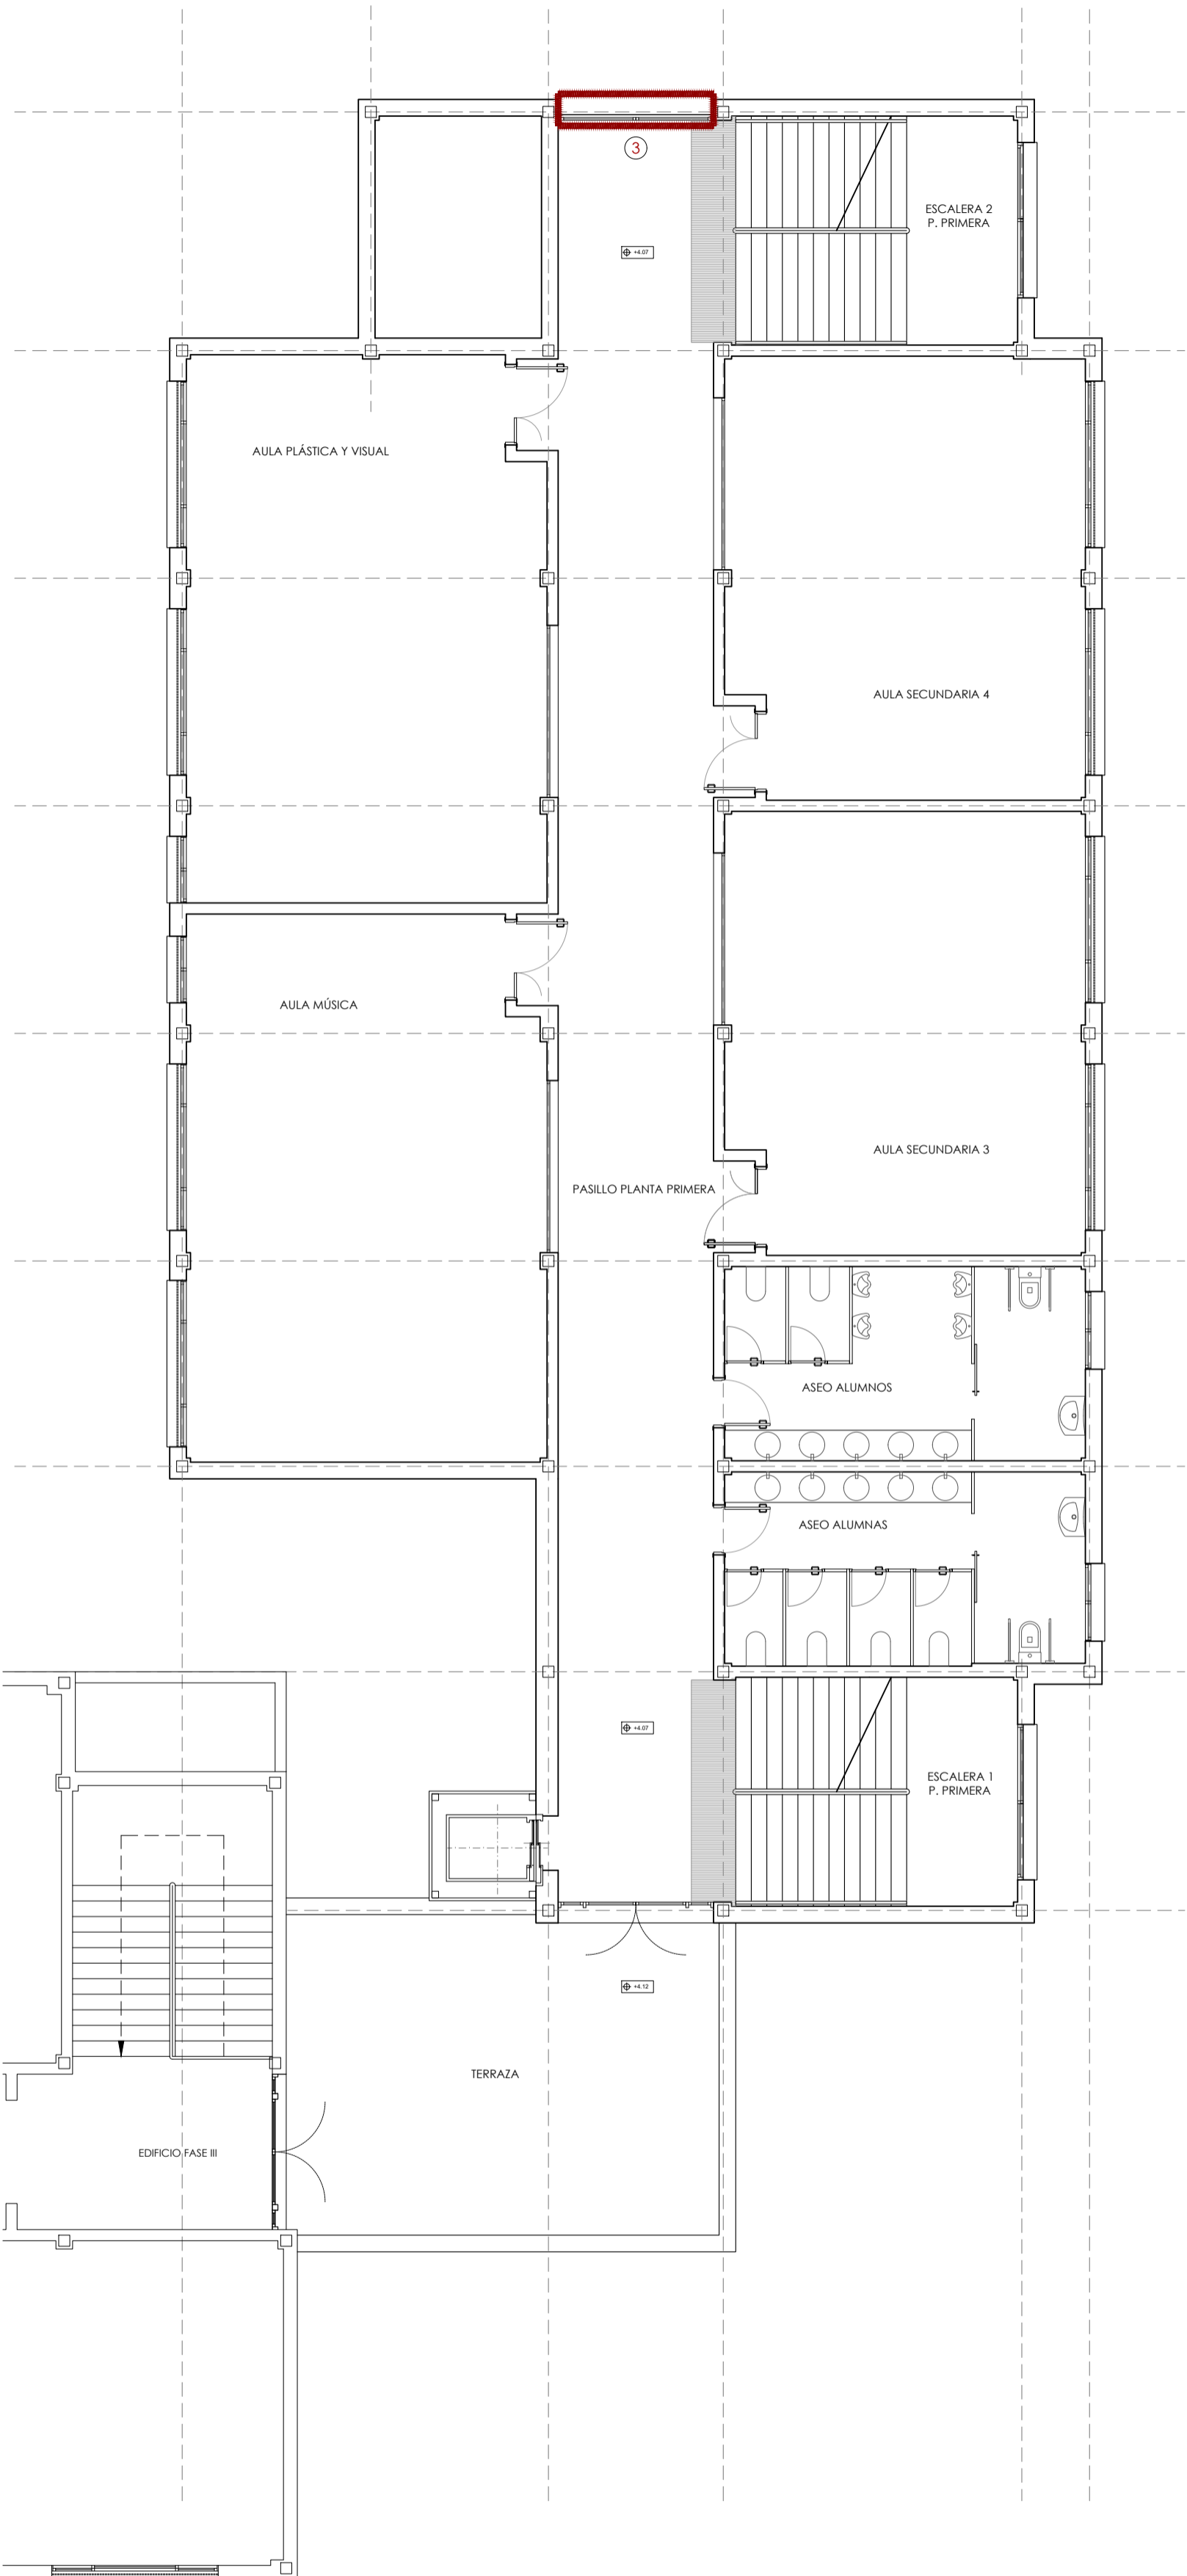 3
ESCALERA 2
P. PRIMERA
+4.07
AULA PLÁSTICA Y VISUAL
AULA SECUNDARIA 4
AULA MÚSICA
AULA SECUNDARIA 3
PASILLO PLANTA PRIMERA
ASEO ALUMNOS
ASEO ALUMNAS
+4.07
ESCALERA 1
P. PRIMERA
+4.12
TERRAZA
EDIFICIO FASE III